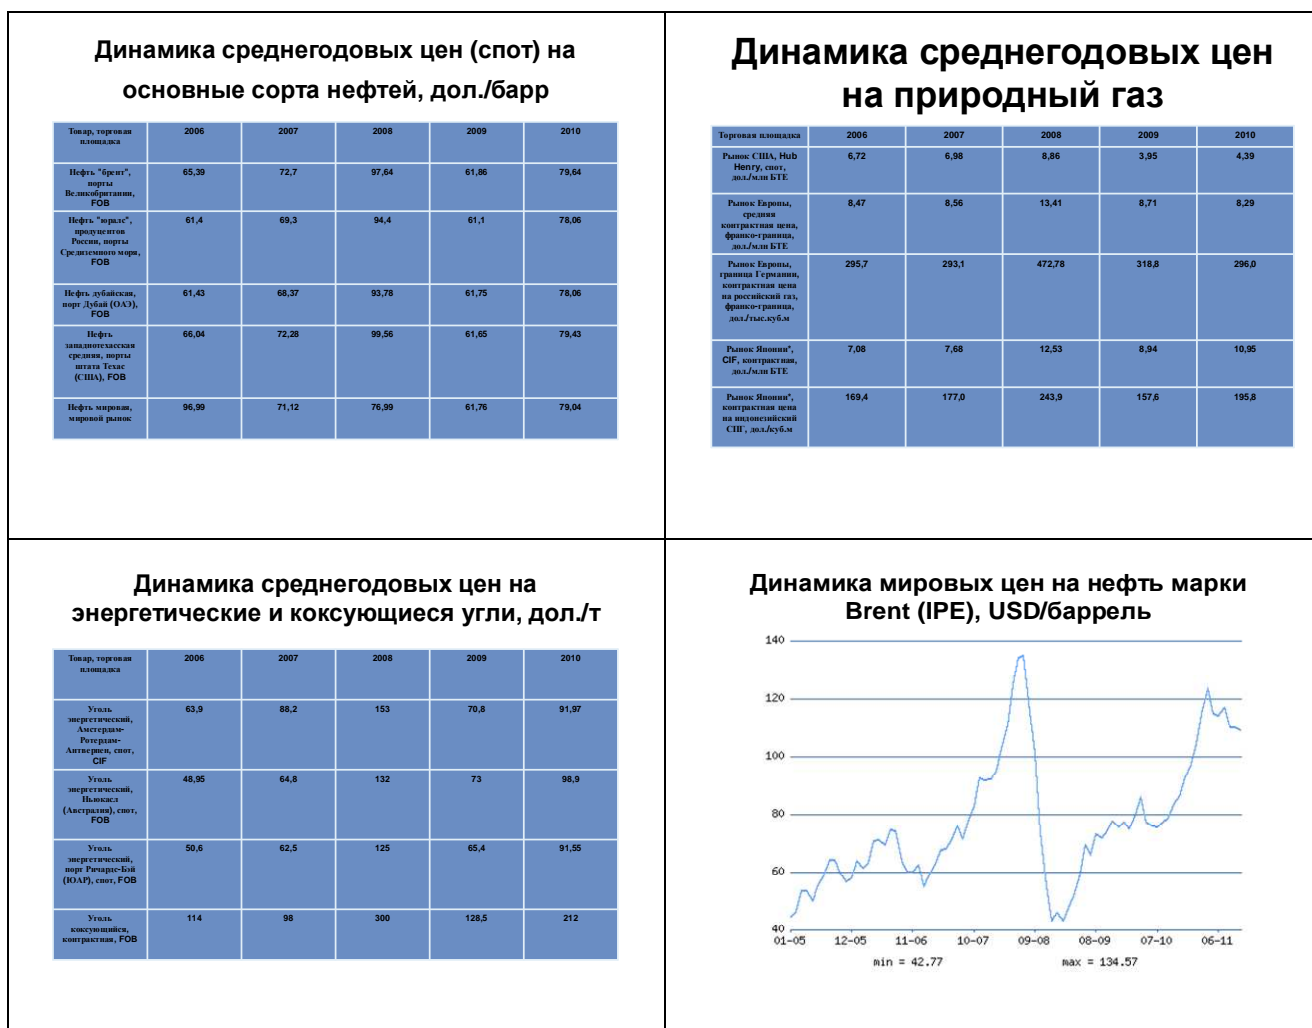 Динамика среднегодовых цен (спот) на
основные сорта нефтей, дол./барр
Товар, торговая
площадка
2006 2007 2008 2009 2010
Нефть "брент",
порты
Великобритании,
FOB
65,39 72,7 97,64 61,86 79,64
Нефть "юралс",
продуцентов
России, порты
Средиземного моря,
FOB
61,4 69,3 94,4 61,1 78,06
Нефть дубайская,
порт Дубай (ОАЭ),
FOB
61,43 68,37 93,78 61,75 78,06
Нефть
западнотехасская
средняя, порты
штата Техас
(США), FOB
66,04 72,28 99,56 61,65 79,43
Нефть мировая,
мировой рынок
96,99 71,12 76,99 61,76 79,04
Динамика среднегодовых цен
на природный газ
Торговая площадка 2006 2007 2008 2009 2010
Рынок США, Hub
Henry, спот,
дол./млн БТЕ
6,72 6,98 8,86 3,95 4,39
Рынок Европы,
средняя
контрактная цена,
франко-граница,
дол./млн БТЕ
8,47 8,56 13,41 8,71 8,29
Рынок Европы,
граница Германии,
контрактная цена
на российский газ,
франко-граница,
дол./тыс.куб.м
295,7 293,1 472,78 318,8 296,0
Рынок Японии*,
CIF, контрактная,
дол./млн БТЕ
7,08 7,68 12,53 8,94 10,95
Рынок Японии*,
контрактная цена
на индонезийский
СПГ, дол./куб.м
169,4 177,0 243,9 157,6 195,8
Динамика среднегодовых цен на
энергетические и коксующиеся угли, дол./т
Товар, торговая
площадка
2006 2007 2008 2009 2010
Уголь
энергетический,
Амстердам-
Ротердам-
Антверпен, спот,
CIF
63,9 88,2 153 70,8 91,97
Уголь
энергетический,
Ньюкасл
(Австралия), спот,
FOB
48,95 64,8 132 73 98,9
Уголь
энергетический,
порт Ричардс-Бэй
(ЮАР), спот, FOB
50,6 62,5 125 65,4 91,55
Уголь
коксующийся,
контрактная, FOB
114 98 300 128,5 212
Динамика мировых цен на нефть марки
Brent (IPE), USD/баррель
140
120
100
80
60
40
01-05 12-05 11-06 10-07 09-08 08-09 07-10 06-11
min = 42.77 max = 134.57